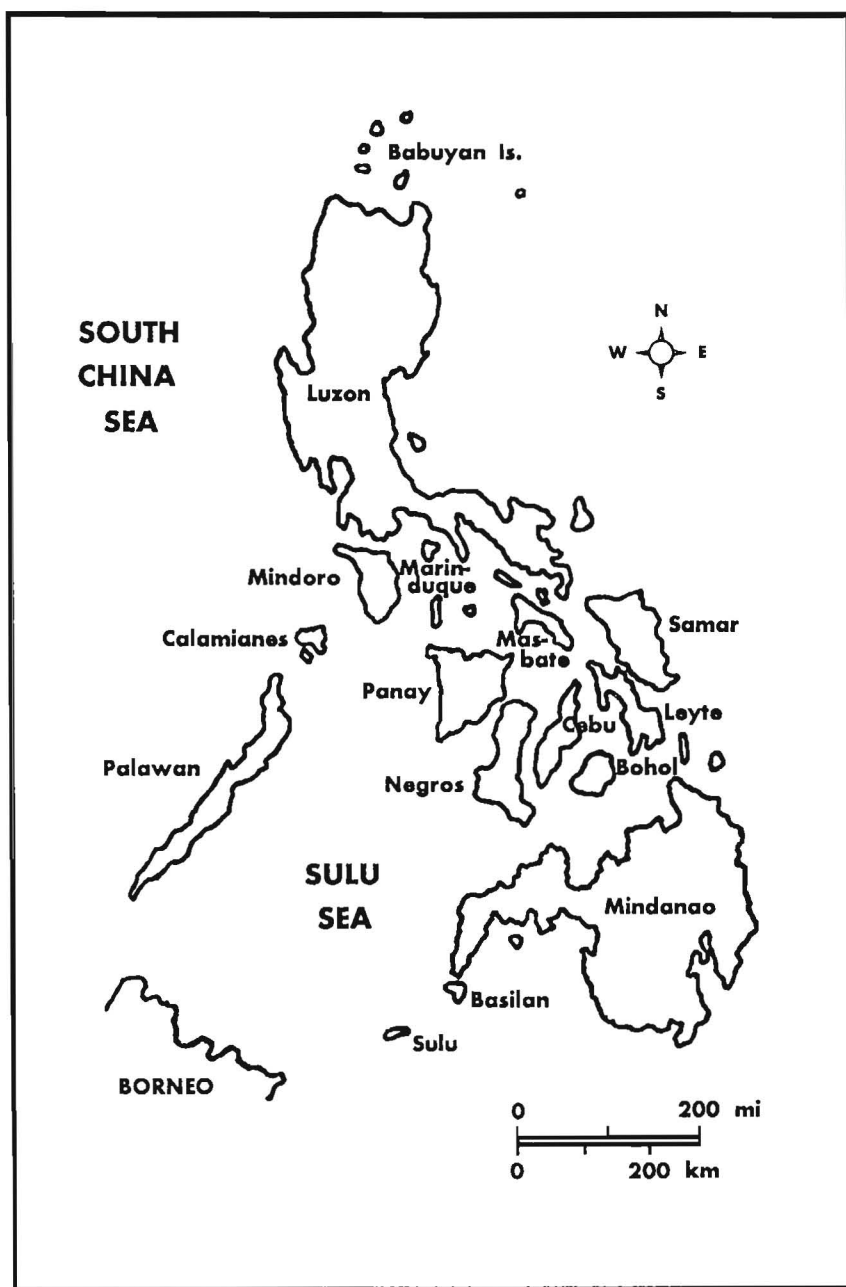 Babuyan Is.
SOUTH
CHINA
SEA
N
W E
S
Luzon
Mindoro
Marin-
duque
Calamianes
Mas-
bate
Samar
Panay
Cebu
Leyte
Palawan
Negros
Bohol
SULU
SEA
Mindanao
Basilan
Sulu
BORNEO
0 200 mi
0 200 km